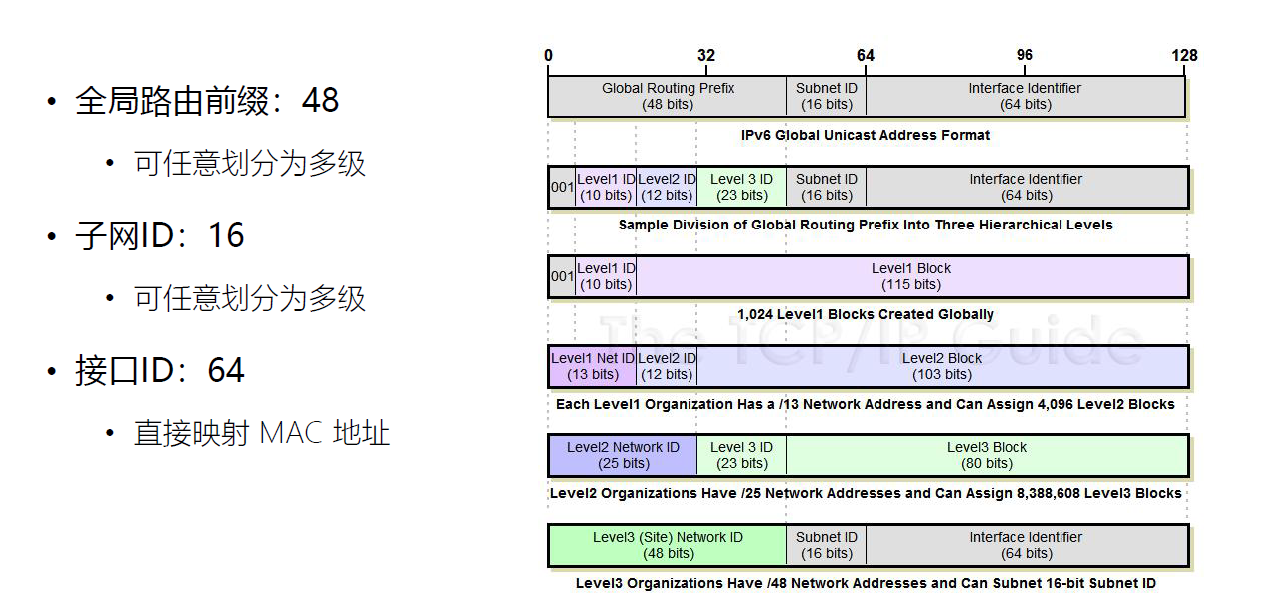 • 全局路由前缀：48
• 可任意划分为多级
• 子网ID：16
• 可任意划分为多级
• 接口ID：64
• 直接映射 MAC 地址
0 32 64 96 128
Global Routing Prefix Subnet ID Interface Identifier
(48 bits) (16 bits) (64 bits)
IPv6 Global Unicast Address Format
001 Level1 ID Level2 ID Level 3 ID Subnet ID Interface Identifier
(10 bits) (12 bits) (23 bits) (16 bits) (64 bits)
Sample Division of Global Routing Prefix Into Three Hierarchical Levels
001 Level1 ID Level1 Block
(10 bits) (115 bits)
1,024 Level1 Blocks Created Globally
The TCP/IP Guide
Level1 Net ID Level2 ID Level2 Block
(13 bits) (12 bits) (103 bits)
Each Level1 Organization Has a /13 Network Address and Can Assign 4,096 Level2 Blocks
Level2 Network ID Level 3 ID Level3 Block
(25 bits) (23 bits) (80 bits)
Level2 Organizations Have /25 Network Addresses and Can Assign 8,388,608 Level3 Blocks
Level3 (Site) Network ID Subnet ID Interface Identifier
(48 bits) (16 bits) (64 bits)
Level3 Organizations Have /48 Network Addresses and Can Subnet 16-bit Subnet ID